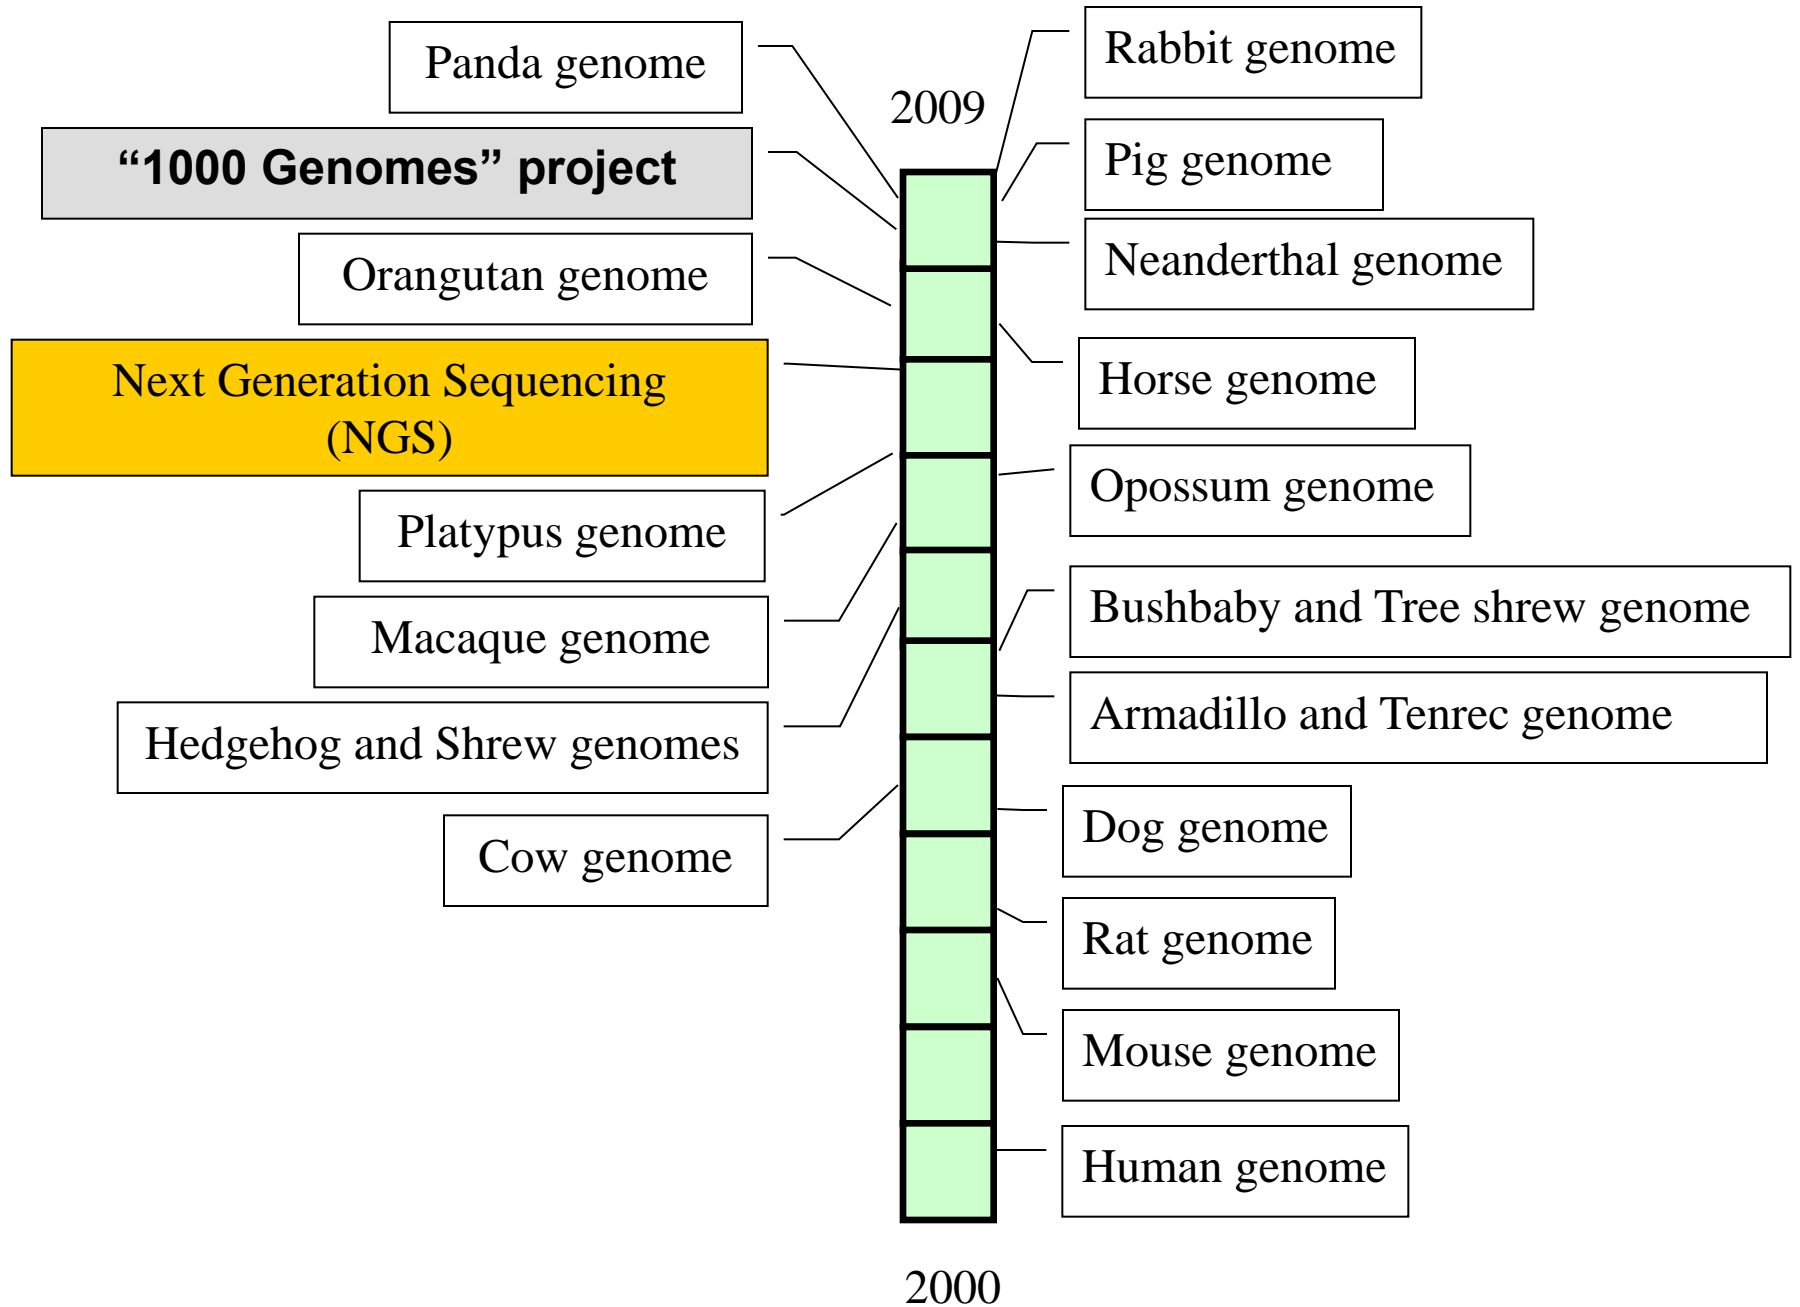 Panda genome
Rabbit genome
2009
“1000 Genomes” project
Pig genome
Orangutan genome
Neanderthal genome
Next Generation Sequencing
(NGS)
Horse genome
Platypus genome
Opossum genome
Macaque genome
Bushbaby and Tree shrew genome
Hedgehog and Shrew genomes
Armadillo and Tenrec genome
Cow genome
Dog genome
Rat genome
Mouse genome
Human genome
2000